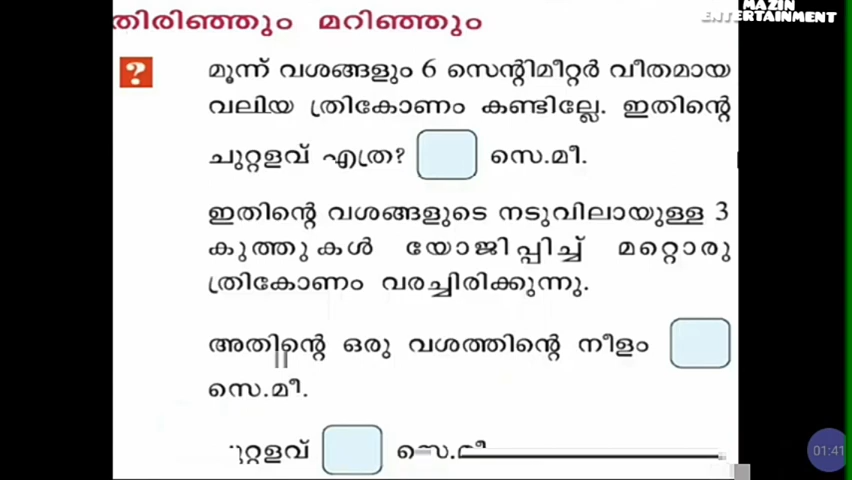 MAZIN
ENTERTAINMENT
തിരിഞ്ഞും മറിഞ്ഞും
?
മൂന്ന് വശങ്ങളും 6 സെന്റിമീറ്റർ വീതമായ
വലിയ ത്രികോണം കണ്ടില്ലേ. ഇതിന്റെ
ചുറ്റളവ് എത്ര? സെ.മീ.
ഇതിന്റെ വശങ്ങളുടെ നടുവിലായുള്ള 3
കുത്തുകൾ യോജിപ്പിച്ച് മറ്റൊരു
ത്രികോണം വരച്ചിരിക്കുന്നു.
അതിന്റെ ഒരു വശത്തിന്റെ നീളം
സെ.മീ.
സെ.മീ
01:41